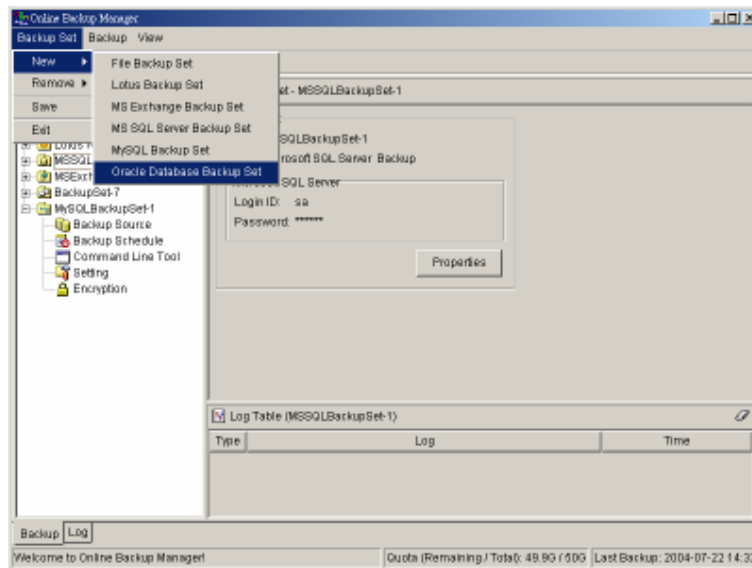 Online Backup Manager
Backup Set Backup View
New
Remove
Save
Exit
File Backup Set
Lotus Backup Set
MS Exchange Backup Set
MS SQL Server Backup Set
MySQL Backup Set
Oracle Database Backup Set
et - MSSQLBackupSet-1
SQLBackupSet-1
rosoft SQL Server Backup
SQL Server
Login ID: sa
Password: ******
Properties
MSSQL
MSExch
BackupSet-7
MySQLBackupSet-1
Backup Source
Backup Schedule
Command Line Tool
Setting
Encryption
Log Table (MSSQLBackupSet-1)
Type Log Time
Backup Log
Welcome to Online Backup Manager!
Quota (Remaining / Total): 49.9G / 50G
Last Backup: 2004-07-22 14:3